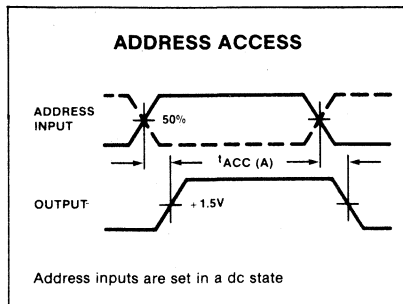 ADDRESS ACCESS
ADDRESS
INPUT
50%
tACC (A)
OUTPUT
+1.5V
Address inputs are set in a dc state